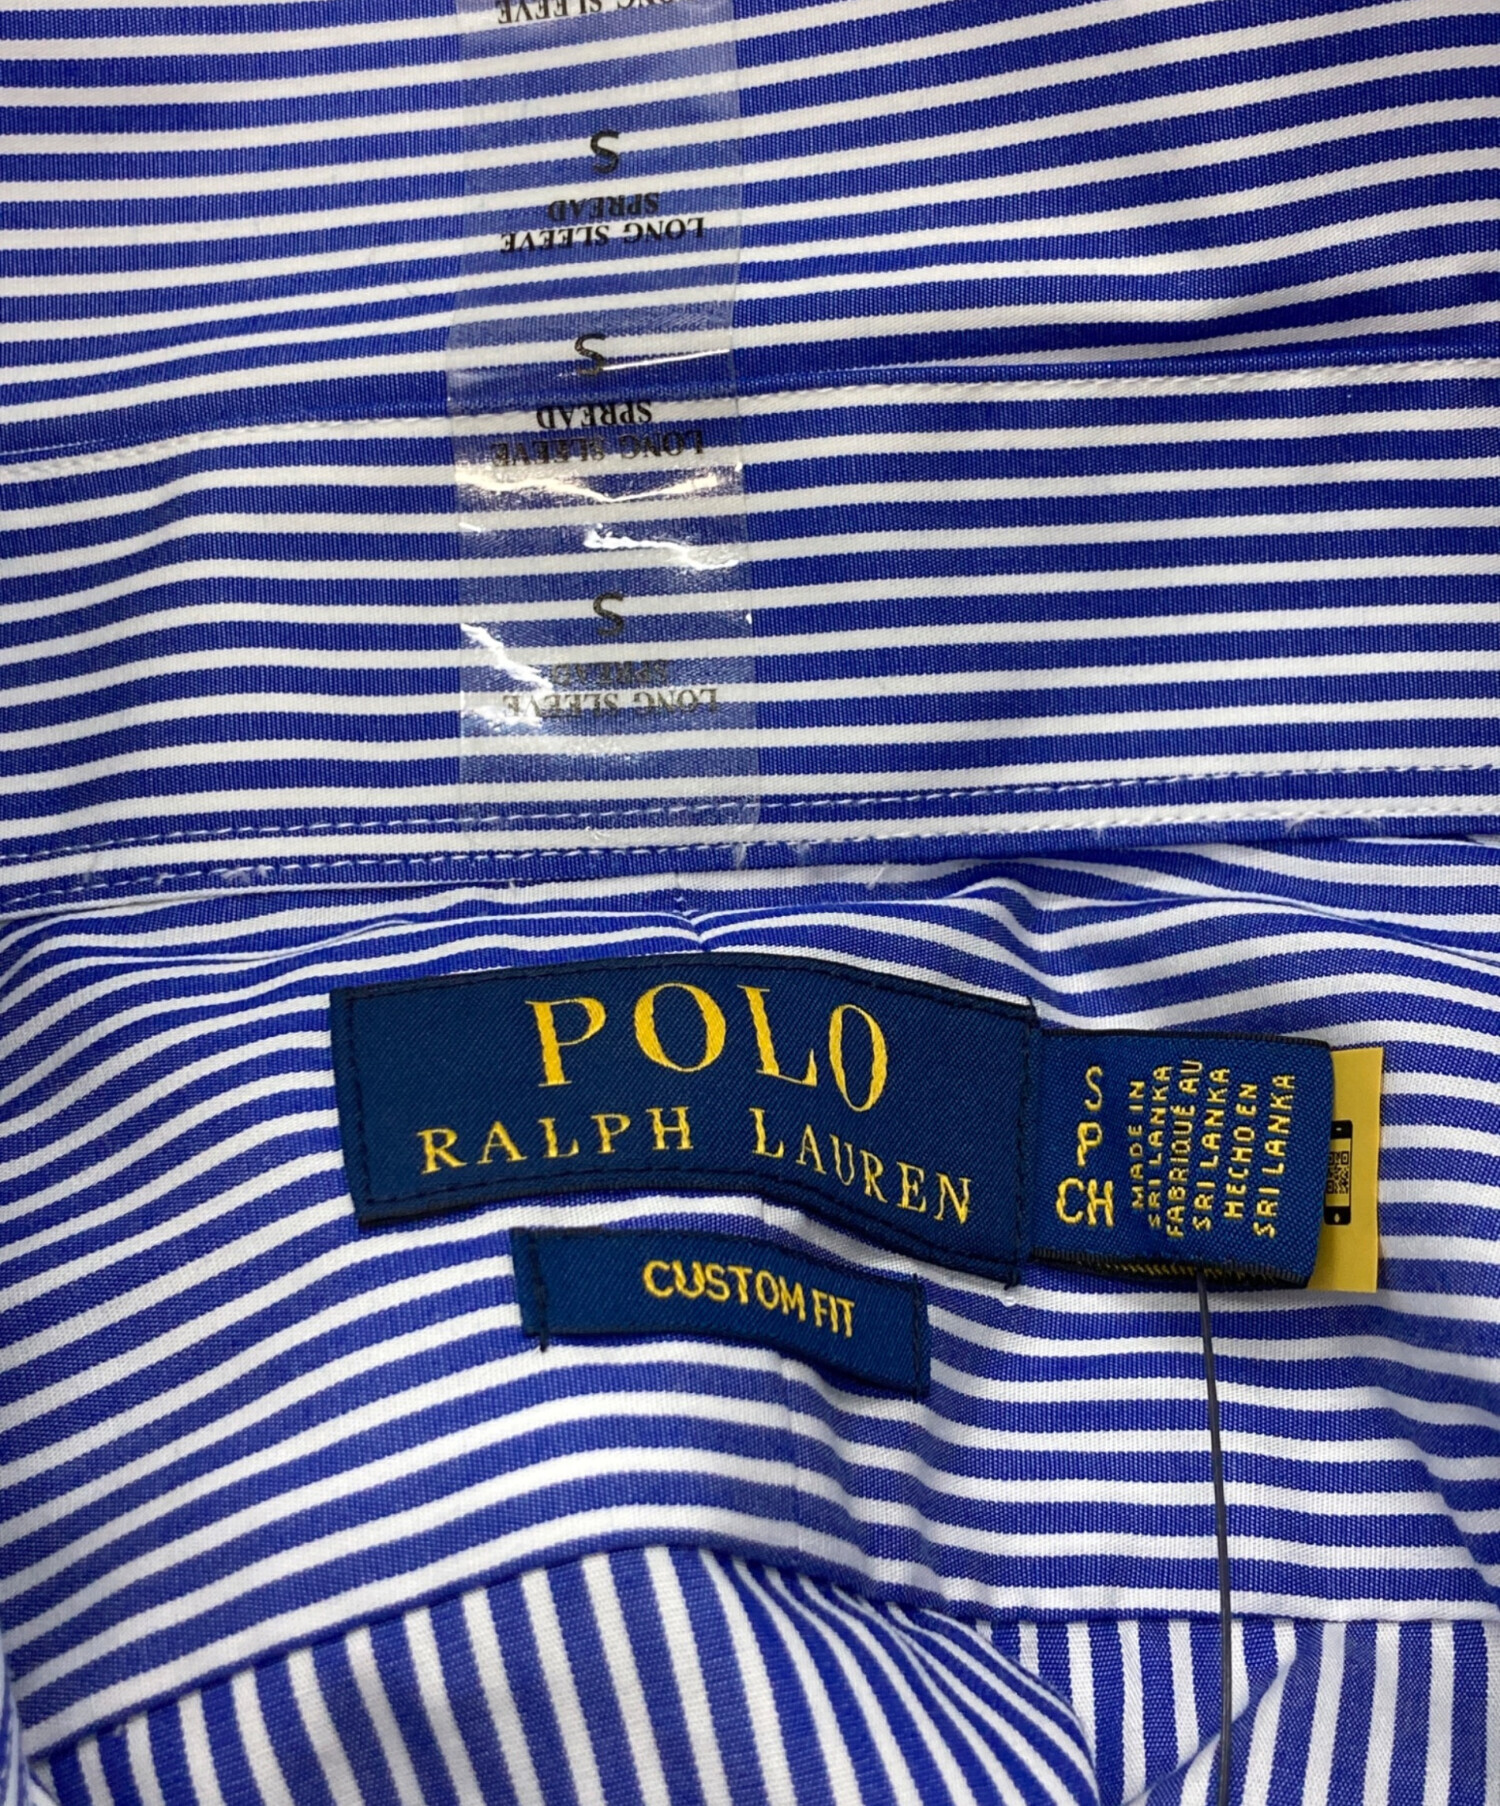 LONG SLEEVE
S
SPREAD
LONG SLEEVE
S
SPREAD
LONG SLEEVE
S
SPREAD
LONG SLEEVE
POLO
RALPH LAUREN
CUSTOM FIT
S
P
CH
MADE IN
SRI LANKA
FABRIQUÉ AU
SRI LANKA
HECHO EN
SRI LANKA